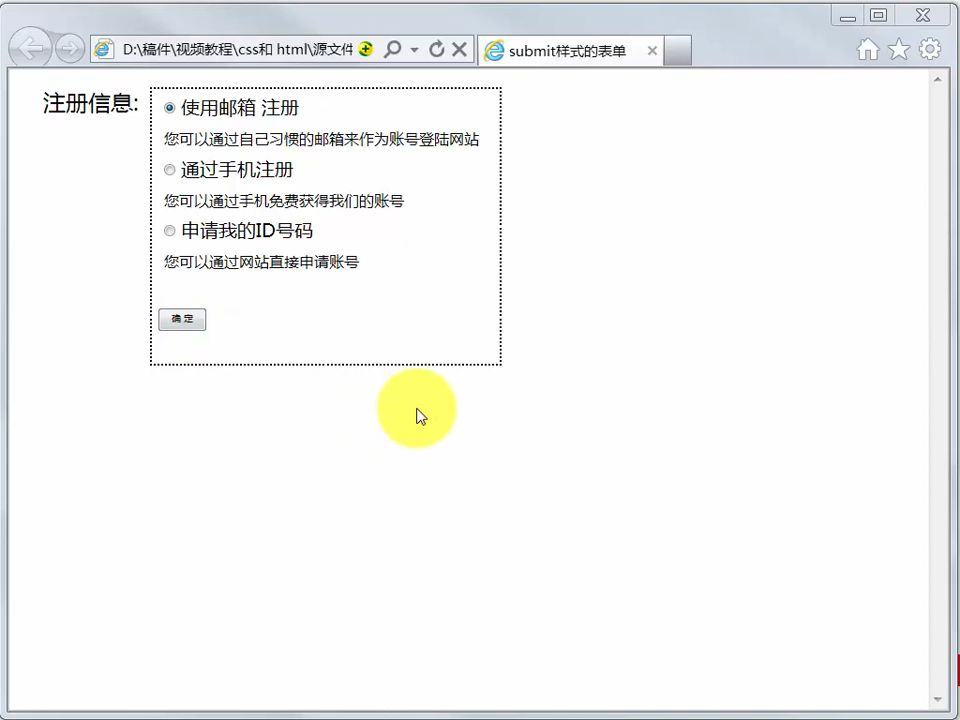 D:\稿件\视频教程\css和 html\源文件
submit样式的表单
注册信息:
使用邮箱 注册
您可以通过自己习惯的邮箱来作为账号登陆网站
通过手机注册
您可以通过手机免费获得我们的账号
申请我的ID号码
您可以通过网站直接申请账号
确 定